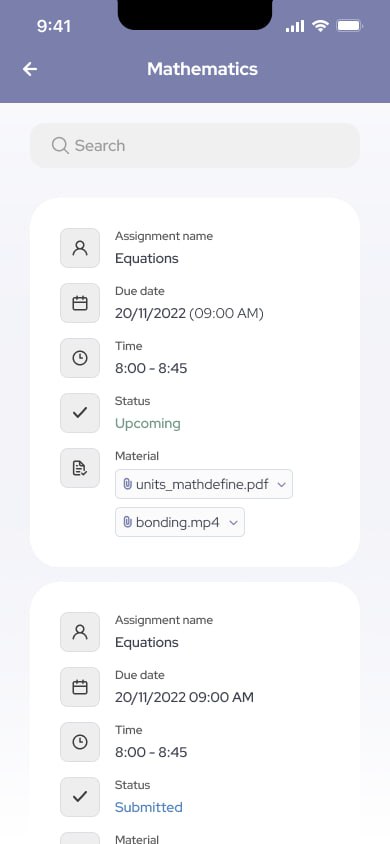 9:41
Mathematics
Search
Assignment name
Equations
Due date
20/11/2022 (09:00 AM)
Time
8:00 - 8:45
Status
Upcoming
Material
units_mathdefine.pdf
bonding.mp4
Assignment name
Equations
Due date
20/11/2022 09:00 AM
Time
8:00 - 8:45
Status
Submitted
Material